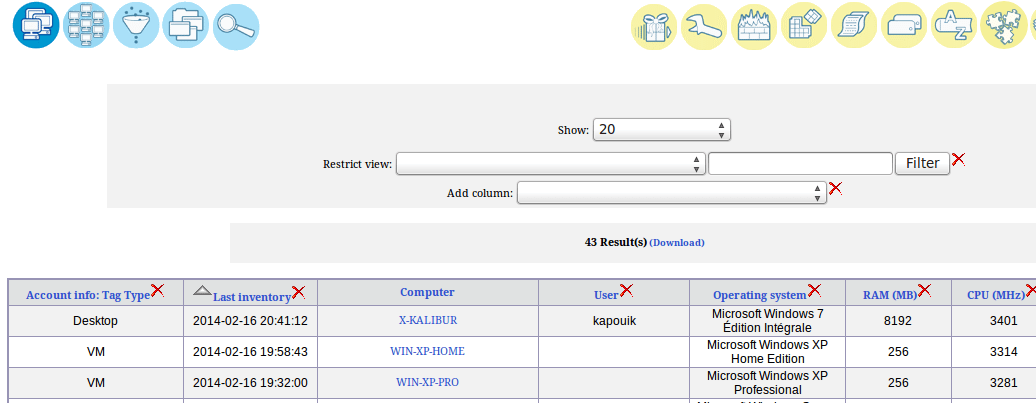 A
Z
Show: 20
Restrict view: Filter
Add column:
43 Result(s) (Download)
Account info: Tag Type Last inventory Computer User Operating system RAM (MB) CPU (MHz)
Desktop 2014-02-16 20:41:12 X-KALIBUR kapouik Microsoft Windows 7 8192 3401
Édition Intégrale
VM 2014-02-16 19:58:43 WIN-XP-HOME Microsoft Windows XP 256 3314
Home Edition
VM 2014-02-16 19:32:00 WIN-XP-PRO Microsoft Windows XP 256 3281
Professional